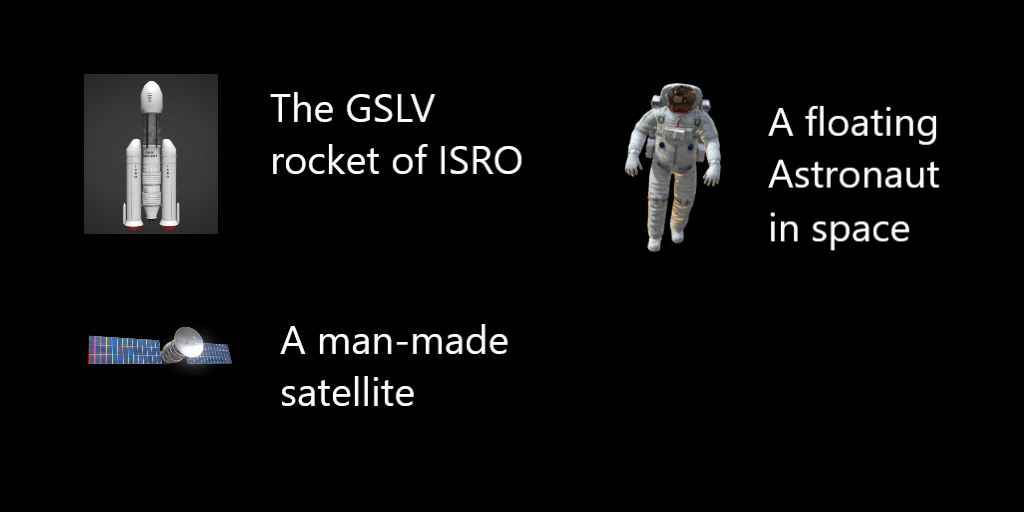 The GSLV
rocket of ISRO
A floating
Astronaut
in space
A man-made
satellite